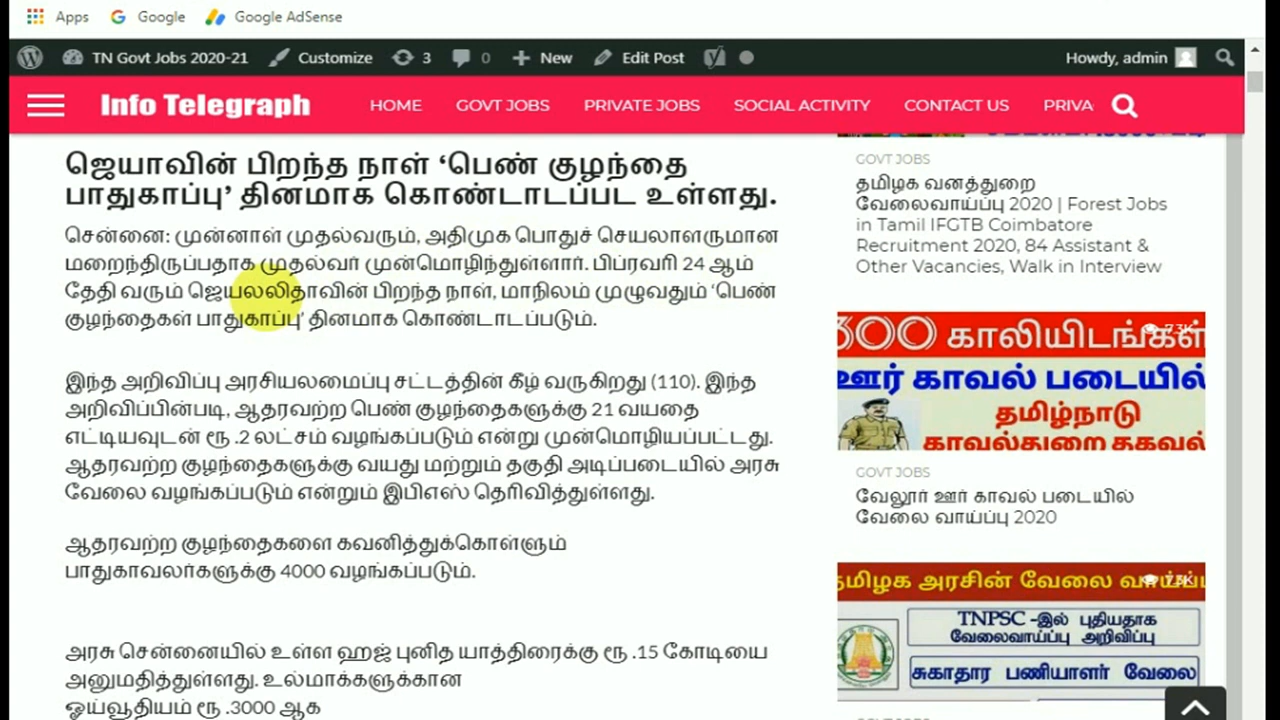 Apps Google Google AdSense
TN Govt Jobs 2020-21 Customize 3 0 New Edit Post Howdy, admin
Info Telegraph HOME GOVT JOBS PRIVATE JOBS SOCIAL ACTIVITY CONTACT US PRIVA
ஜெயாவின் பிறந்த நாள் ‘பெண் குழந்தை
பாதுகாப்பு’ தினமாக கொண்டாடப்பட உள்ளது.
சென்னை: முன்னாள் முதல்வரும், அதிமுக பொதுச் செயலாளருமான
மறைந்திருப்பதாக முதல்வர் முன்மொழிந்துள்ளார். பிப்ரவரி 24 ஆம்
தேதி வரும் ஜெயலலிதாவின் பிறந்த நாள், மாநிலம் முழுவதும் ‘பெண்
குழந்தைகள் பாதுகாப்பு’ தினமாக கொண்டாடப்படும்.
இந்த அறிவிப்பு அரசியலமைப்பு சட்டத்தின் கீழ் வருகிறது (110). இந்த
அறிவிப்பின்படி, ஆதரவற்ற பெண் குழந்தைகளுக்கு 21 வயதை
எட்டியவுடன் ரூ .2 லட்சம் வழங்கப்படும் என்று முன்மொழியப்பட்டது.
ஆதரவற்ற குழந்தைகளுக்கு வயது மற்றும் தகுதி அடிப்படையில் அரசு
வேலை வழங்கப்படும் என்றும் இபிஎஸ் தெரிவித்துள்ளது.
ஆதரவற்ற குழந்தைகளை கவனித்துக்கொள்ளும்
பாதுகாவலர்களுக்கு 4000 வழங்கப்படும்.
அரசு சென்னையில் உள்ள ஹஜ் புனித யாத்திரைக்கு ரூ .15 கோடியை
அனுமதித்துள்ளது. உல்மாக்களுக்கான
ஓய்வூதியம் ரூ .3000 ஆக
GOVT JOBS
தமிழக வனத்துறை
வேலைவாய்ப்பு 2020 | Forest Jobs
in Tamil IFGTB Coimbatore
Recruitment 2020, 84 Assistant &
Other Vacancies, Walk in Interview
300 காலியிடங்கள்
7.3K
ஊர் காவல் படையில்
தமிழ்நாடு
காவல்துறை தகவல்
GOVT JOBS
வேலூர் ஊர் காவல் படையில்
வேலை வாய்ப்பு 2020
தமிழக அரசின் வேலை வாய்ப்பு
7.3K
TNPSC -இல் புதியதாக
வேலைவாய்ப்பு அறிவிப்பு
சுகாதார பணியாளர் வேலை